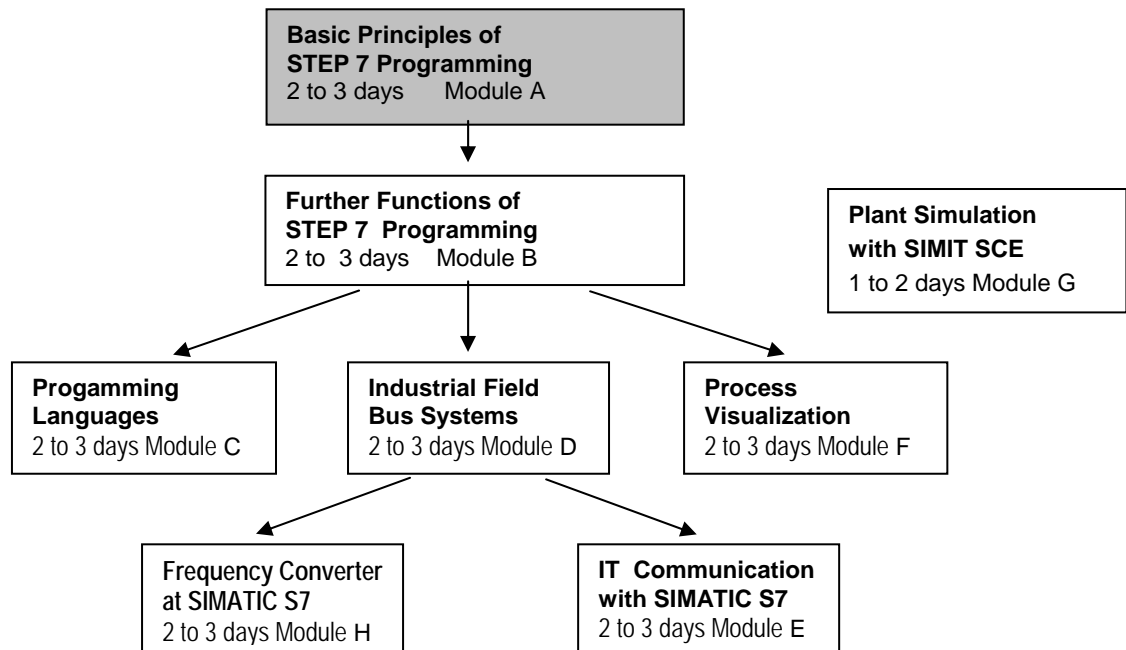 Basic Principles of
STEP 7 Programming
2 to 3 days Module A
Further Functions of
STEP 7 Programming
2 to 3 days Module B
Plant Simulation
with SIMIT SCE
1 to 2 days Module G
Progamming
Languages
2 to 3 days Module C
Industrial Field
Bus Systems
2 to 3 days Module D
Process
Visualization
2 to 3 days Module F
Frequency Converter
at SIMATIC S7
2 to 3 days Module H
IT Communication
with SIMATIC S7
2 to 3 days Module E